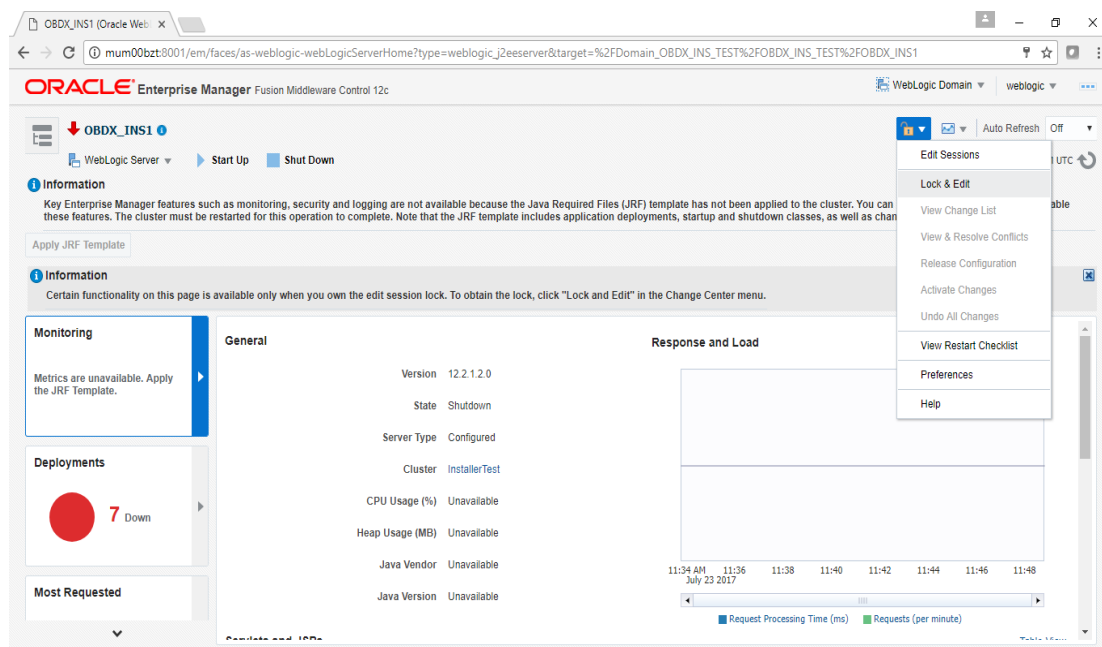 OBDX_INS1 (Oracle Web
mum00bzt:8001/em/faces/as-weblogic-webLogicServerHome?type=weblogic_j2eeserver&target=%2FDomain_OBDX_INS_TEST%2FOBDX_INS_TEST%2FOBDX_INS1
ORACLE Enterprise Manager Fusion Middleware Control 12c
WebLogic Domain
weblogic
OBDX_INS1
Auto Refresh Off
WebLogic Server
Start Up
Shut Down
UTC
Edit Sessions
Lock & Edit
View Change List
View & Resolve Conflicts
Release Configuration
Activate Changes
Undo All Changes
View Restart Checklist
Preferences
Help
Information
Key Enterprise Manager features such as monitoring, security and logging are not available because the Java Required Files (JRF) template has not been applied to the cluster. You can
these features. The cluster must be restarted for this operation to complete. Note that the JRF template includes application deployments, startup and shutdown classes, as well as
Apply JRF Template
Information
Certain functionality on this page is available only when you own the edit session lock. To obtain the lock, click "Lock and Edit" in the Change Center menu.
Monitoring
Metrics are unavailable. Apply
the JRF Template.
Deployments
7 Down
Most Requested
General
Version 12.2.1.2.0
State Shutdown
Server Type Configured
Cluster InstallerTest
CPU Usage (%) Unavailable
Heap Usage (MB) Unavailable
Java Vendor Unavailable
Java Version Unavailable
Response and Load
11:34 AM 11:36 11:38 11:40 11:42 11:44 11:46 11:48
July 23 2017
Request Processing Time (ms) Requests (per minute)